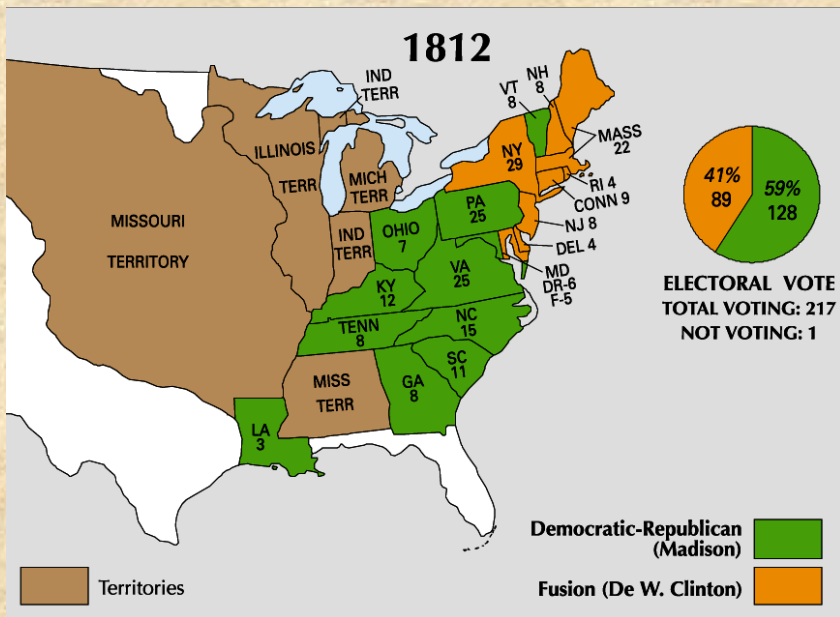 1812
IND
TERR
VT
8
NH
8
MASS
22
NY
29
ILLINOIS
TERR
MICH
TERR
RI 4
CONN 9
NJ 8
DEL 4
MD
DR-6
F-5
PA
25
OHIO
7
IND
TERR
MISSOURI
TERRITORY
VA
25
KY
12
NC
15
TENN
8
SC
11
MISS
TERR
GA
8
LA
3
41%
89
59%
128
ELECTORAL VOTE
TOTAL VOTING: 217
NOT VOTING: 1
Democratic-Republican
(Madison)
Fusion (De W. Clinton)
Territories